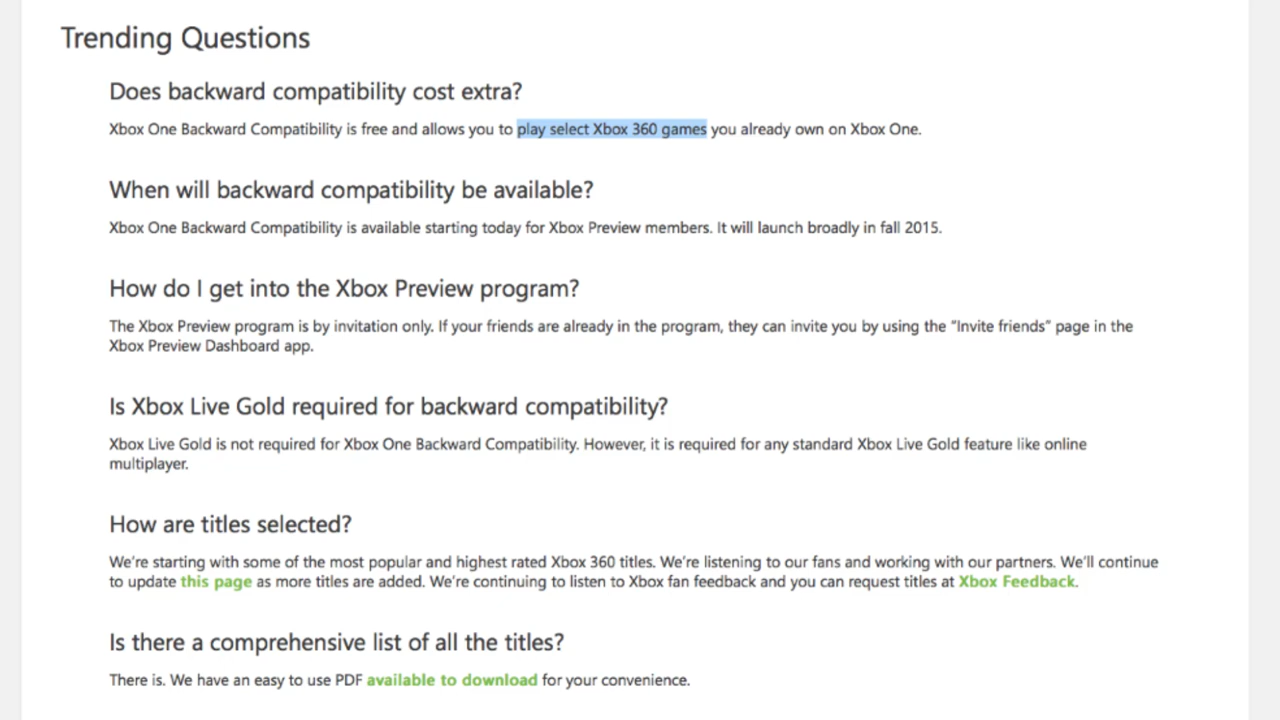 Trending Questions
Does backward compatibility cost extra?
Xbox One Backward Compatibility is free and allows you to play select Xbox 360 games you already own on Xbox One.
When will backward compatibility be available?
Xbox One Backward Compatibility is available starting today for Xbox Preview members. It will launch broadly in fall 2015.
How do I get into the Xbox Preview program?
The Xbox Preview program is by invitation only. If your friends are already in the program, they can invite you by using the “Invite friends” page in the
Xbox Preview Dashboard app.
Is Xbox Live Gold required for backward compatibility?
Xbox Live Gold is not required for Xbox One Backward Compatibility. However, it is required for any standard Xbox Live Gold feature like online
multiplayer.
How are titles selected?
We’re starting with some of the most popular and highest rated Xbox 360 titles. We’re listening to our fans and working with our partners. We’ll continue
to update this page as more titles are added. We’re continuing to listen to Xbox fan feedback and you can request titles at Xbox Feedback.
Is there a comprehensive list of all the titles?
There is. We have an easy to use PDF available to download for your convenience.